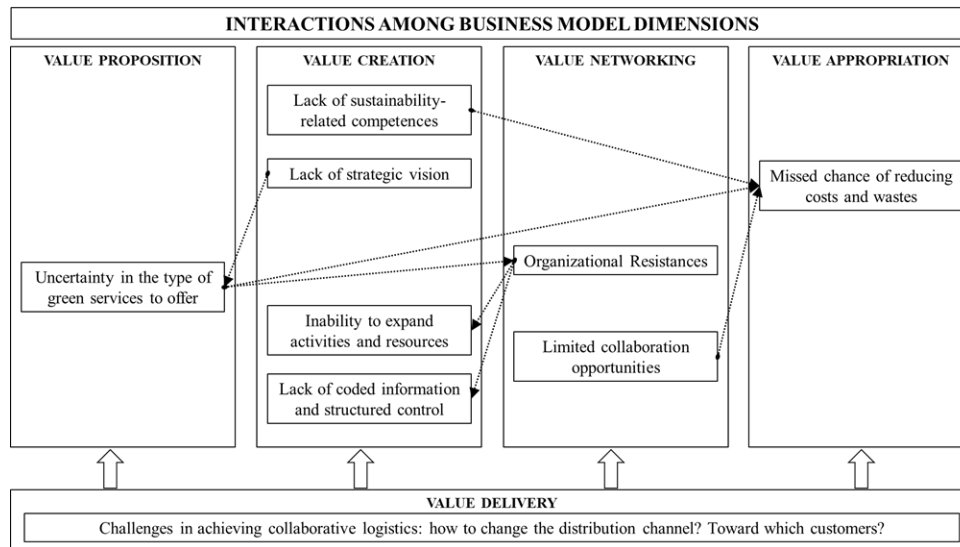 INTERACTIONS AMONG BUSINESS MODEL DIMENSIONS
VALUE PROPOSITION
Uncertainty in the type of
green services to offer
VALUE CREATION
Lack of sustainability-
related competences
Lack of strategic vision
Inability to expand
activities and resources
Lack of coded information
and structured control
VALUE NETWORKING
Organizational Resistances
Limited collaboration
opportunities
VALUE APPROPRIATION
Missed chance of reducing
costs and wastes
VALUE DELIVERY
Challenges in achieving collaborative logistics: how to change the distribution channel? Toward which customers?